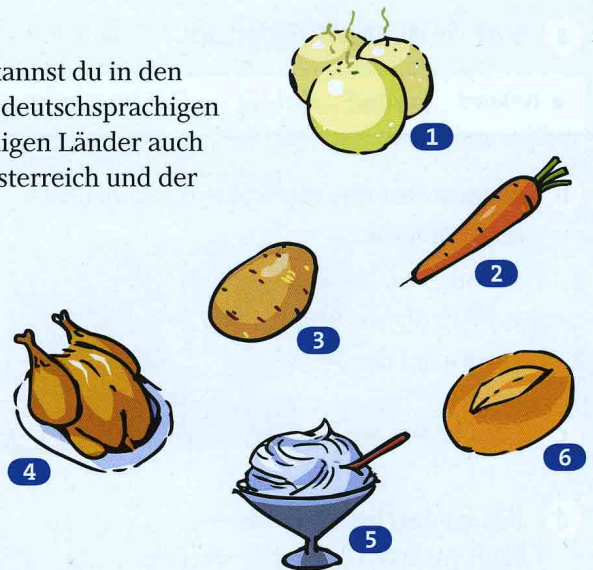 kannst du in den
deutschsprachigen
igen Länder auch
sterreich und der
1
2
3
4
6
5